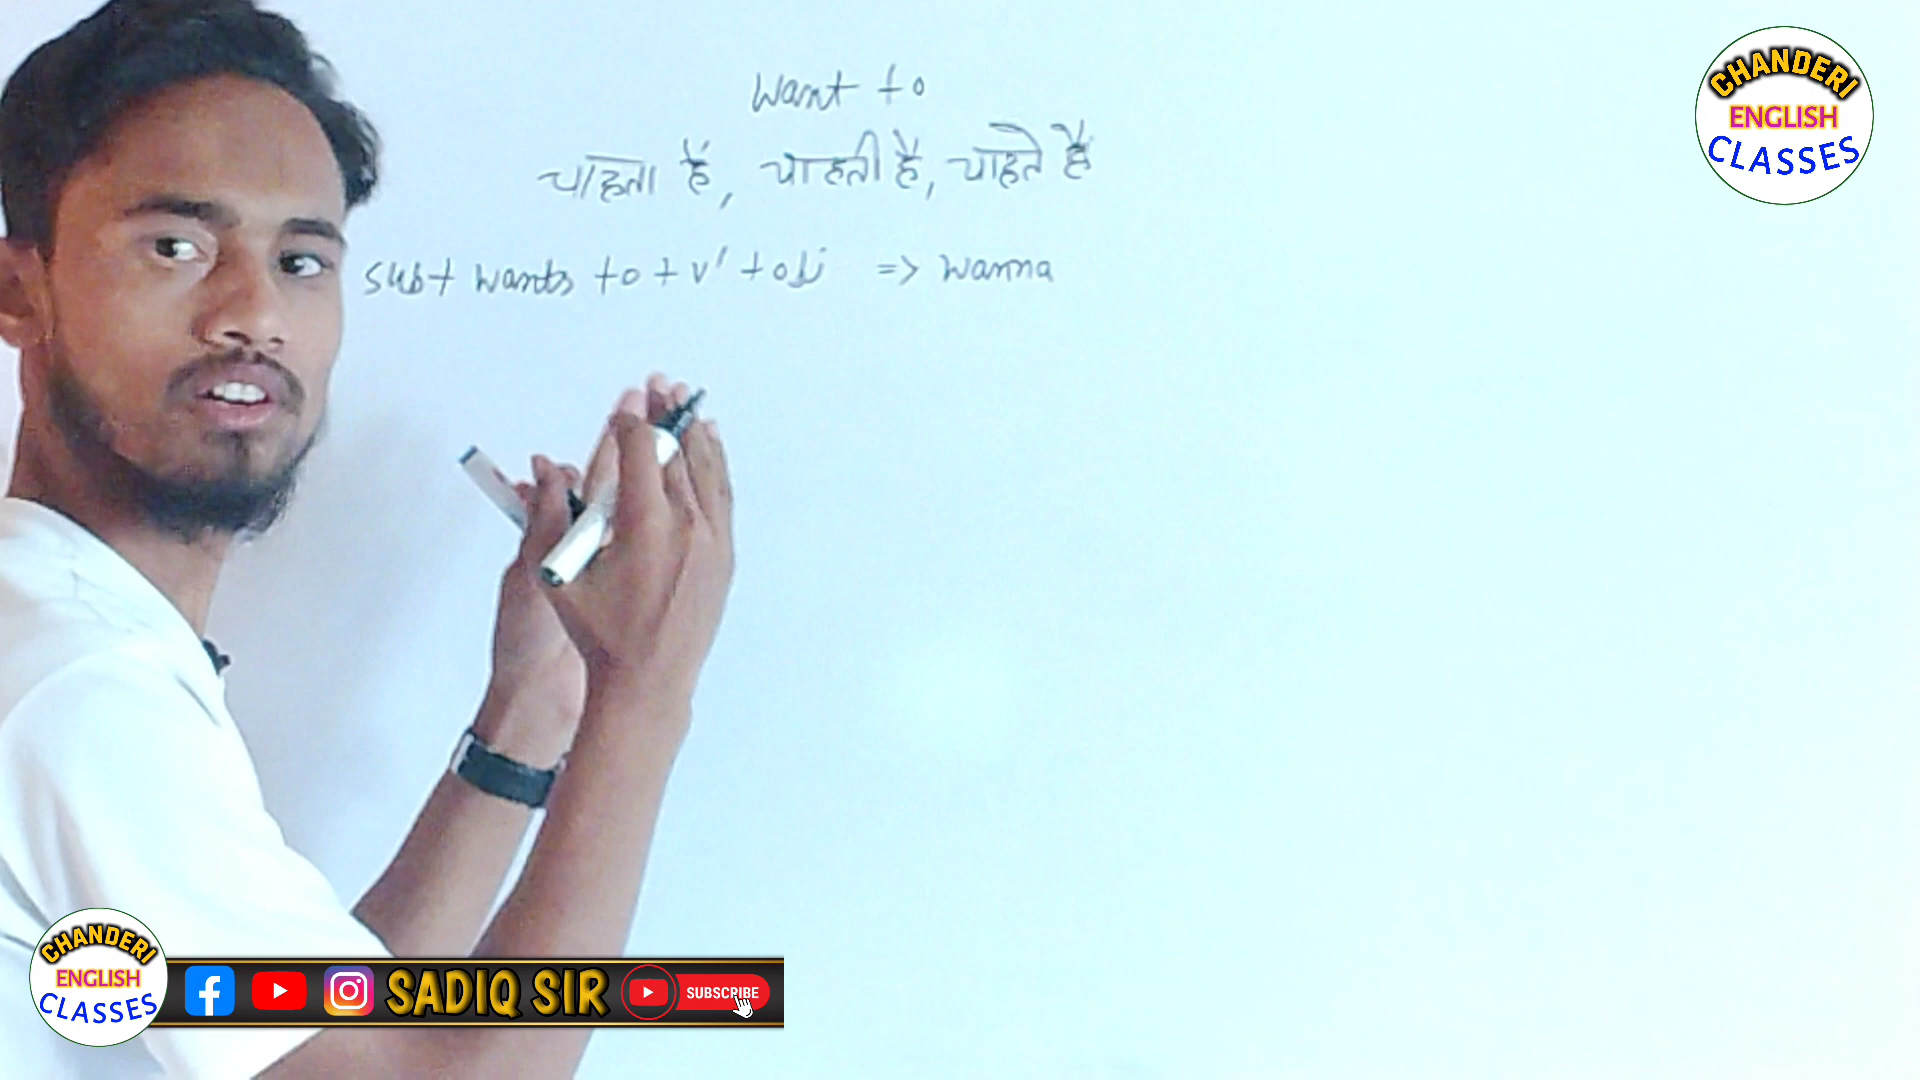 want to
चाहता है, चाहती है, चाहते हैं
sub+ wants to + v' + obj => wanna
CHANDERI
ENGLISH
CLASSES
CHANDERI
ENGLISH
CLASSES
SADIQ SIR
SUBSCRIBE